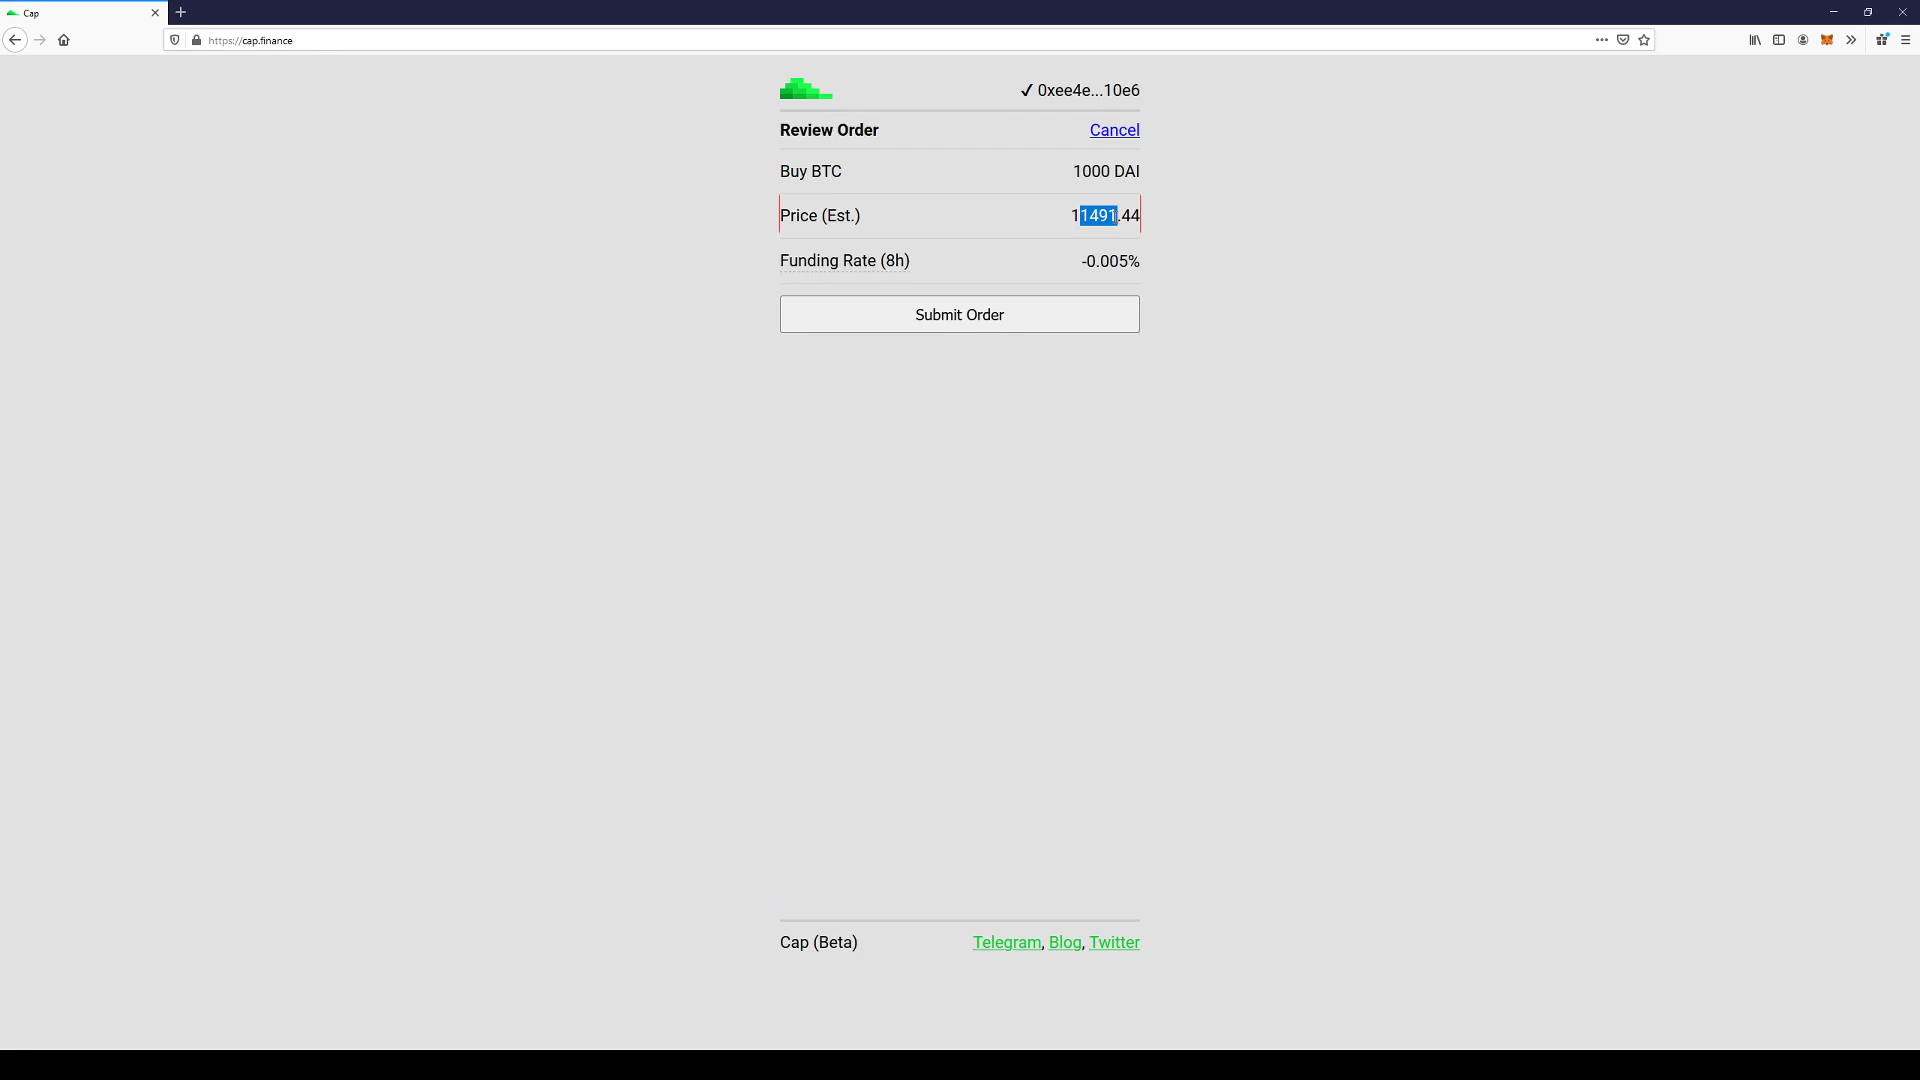 Cap
https://cap.finance
✓ 0xee4e...10e6
Review Order Cancel
Buy BTC 1000 DAI
Price (Est.) 11491.44
Funding Rate (8h) -0.005%
Submit Order
Cap (Beta) Telegram, Blog, Twitter